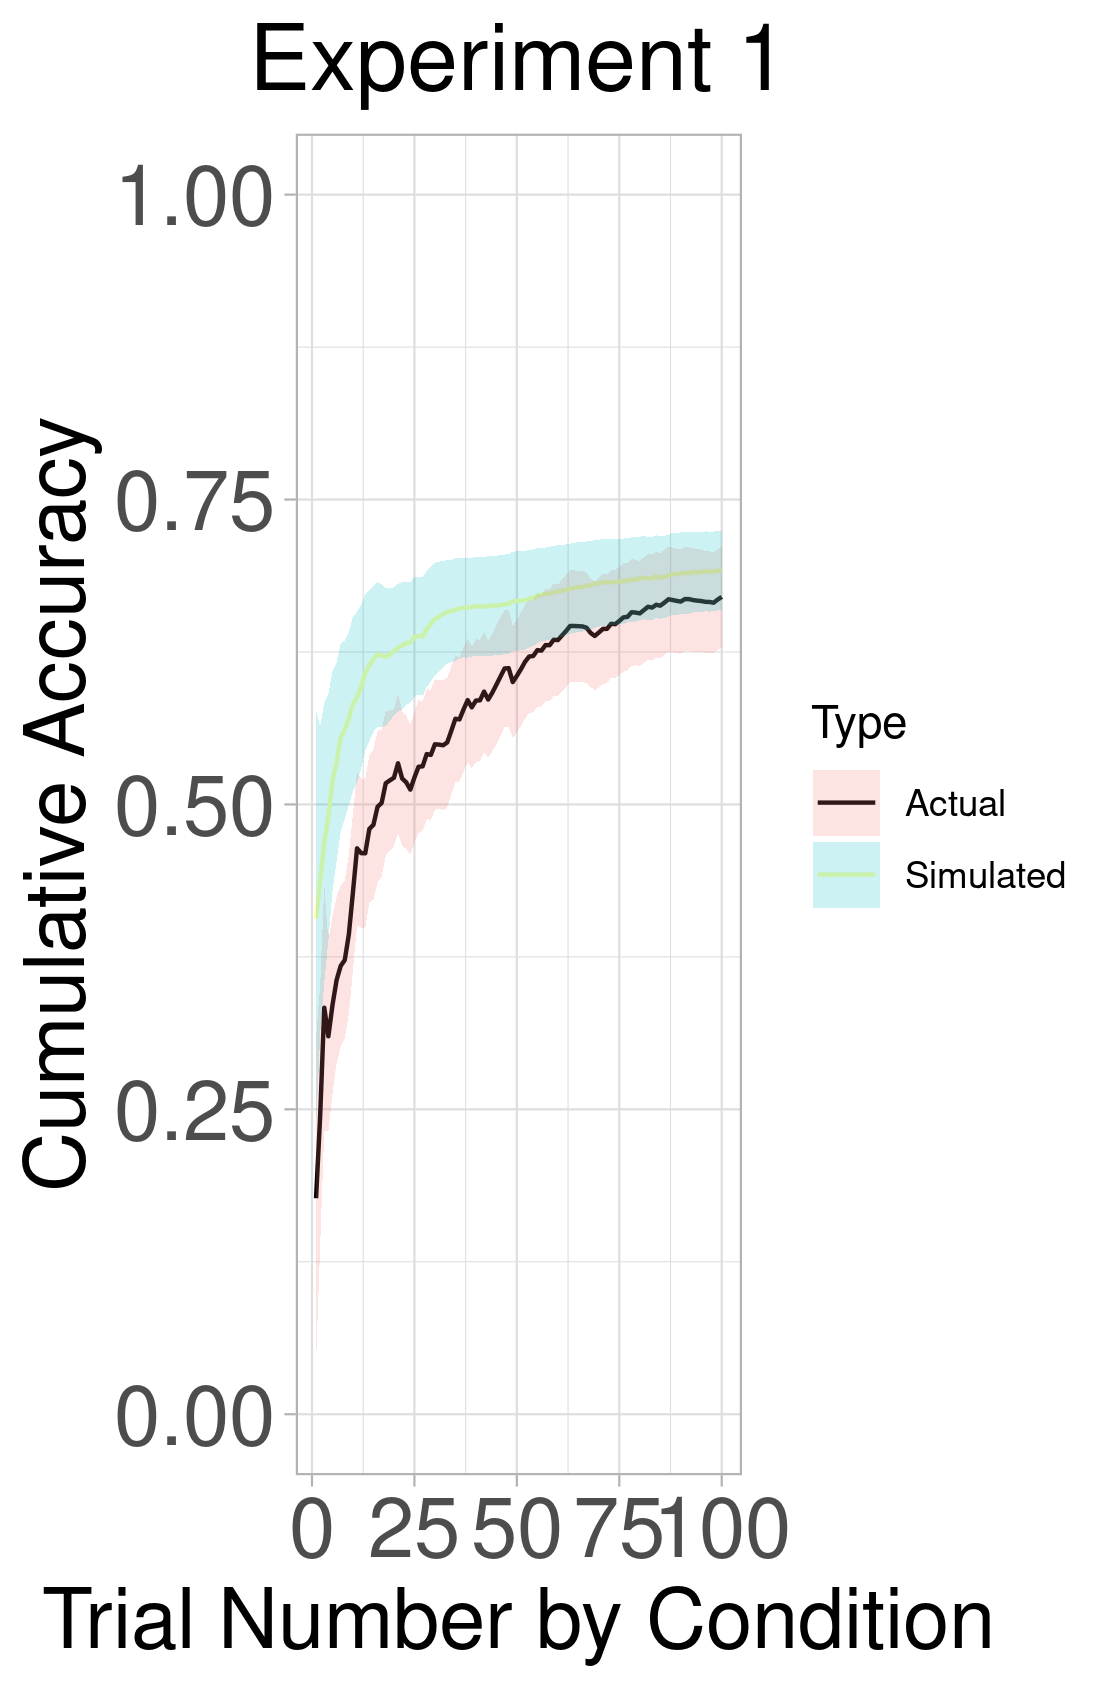 Experiment 1
Cumulative Accuracy
1.00
0.75
0.50
0.25
0.00
0 25 50 75 100
Trial Number by Condition
Type
Actual
Simulated